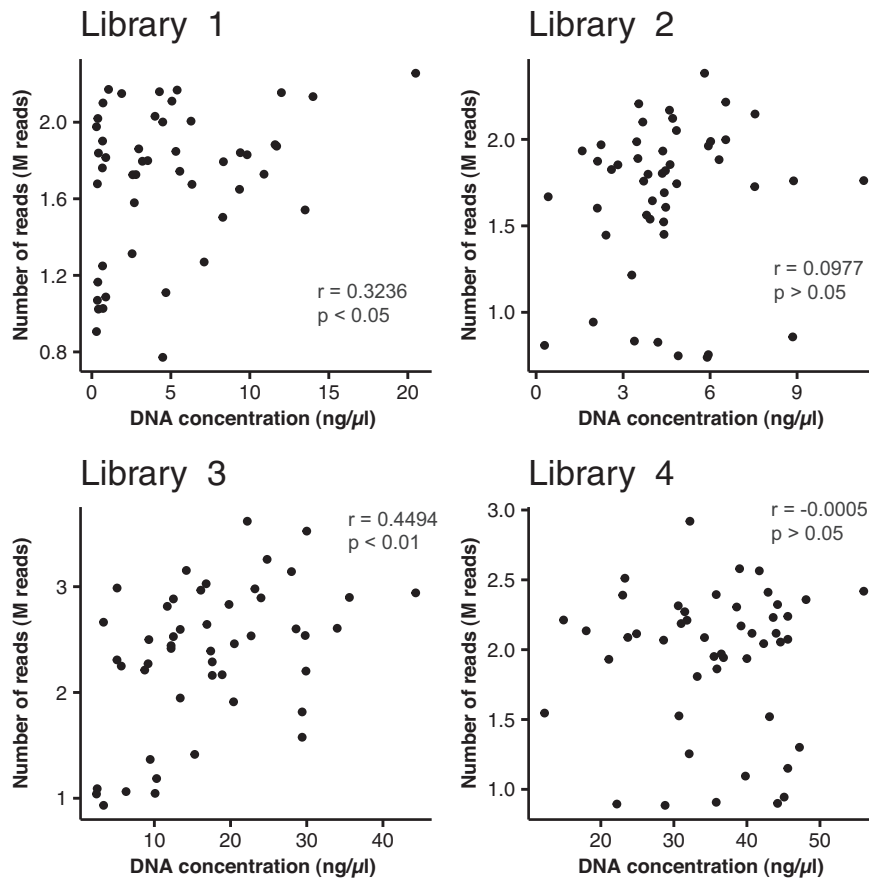 Library 1
Number of reads (M reads)
2.0
1.6
1.2
0.8
r = 0.3236
p < 0.05
0 5 10 15 20
DNA concentration (ng/µl)
Library 2
Number of reads (M reads)
2.0
1.5
1.0
r = 0.0977
p > 0.05
0 3 6 9
DNA concentration (ng/µl)
Library 3
Number of reads (M reads)
3
2
1
r = 0.4494
p < 0.01
10 20 30 40
DNA concentration (ng/µl)
Library 4
Number of reads (M reads)
3.0
2.5
2.0
1.5
1.0
r = -0.0005
p > 0.05
20 30 40 50
DNA concentration (ng/µl)